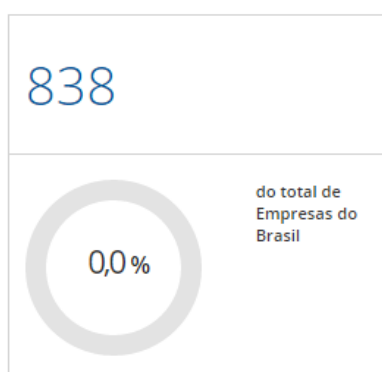 838
0,0 %
do total de
Empresas do
Brasil